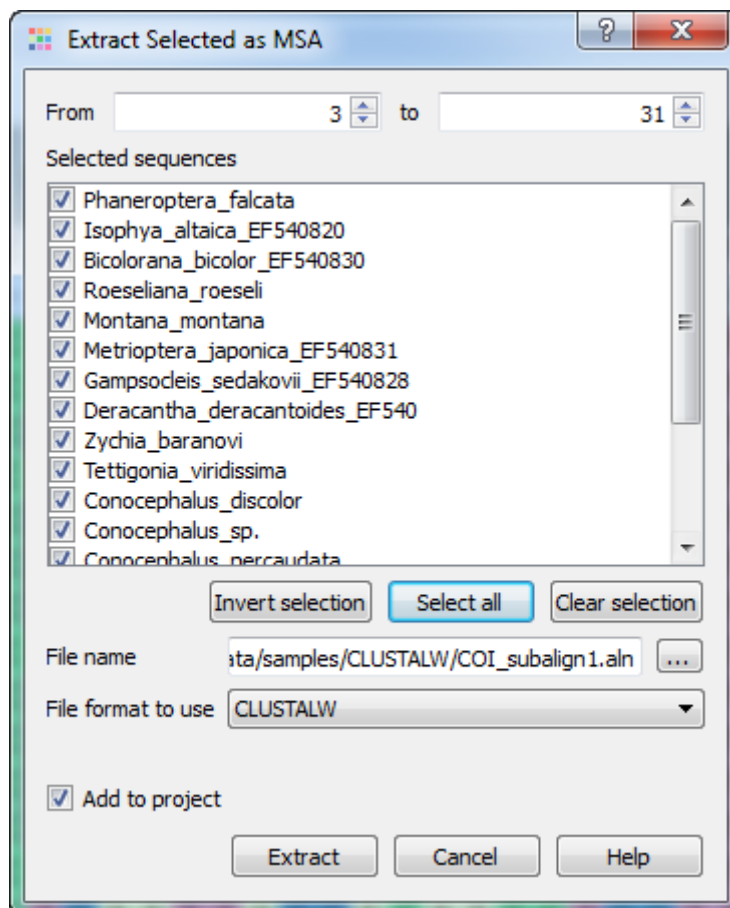 Extract Selected as MSA
From 3 to 31
Selected sequences
Phaneroptera_falcata
Isophya_altaica_EF540820
Bicolorana_bicolor_EF540830
Roeseliana_roeseli
Montana_montana
Metrioptera_japonica_EF540831
Gampsocleis_sedakovii_EF540828
Deracantha_deracantoides_EF540
Zychia_baranovi
Tettigonia_viridissima
Conocephalus_discolor
Conocephalus_sp.
Conocephalus_percaudata
Invert selection Select all Clear selection
File name ata/samples/CLUSTALW/COI_subalign1.aln ...
File format to use CLUSTALW
Add to project
Extract Cancel Help